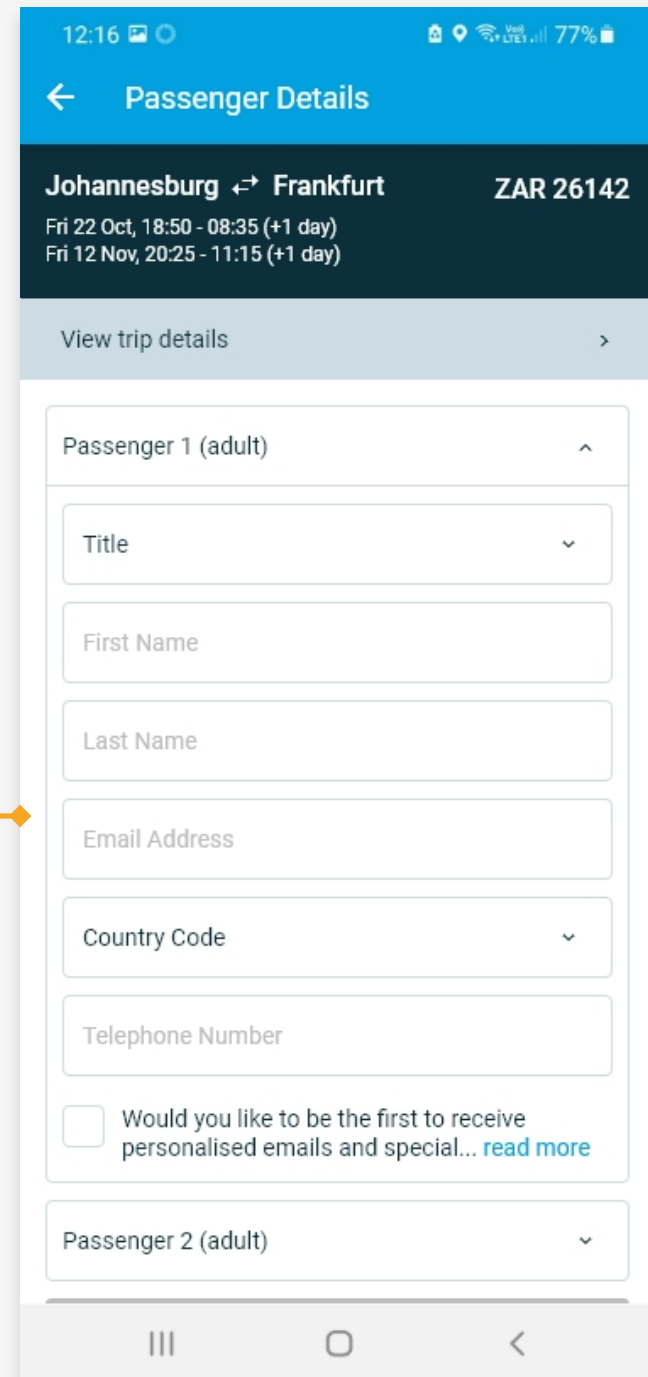 12:16 77%
Passenger Details
Johannesburg Frankfurt ZAR 26142
Fri 22 Oct, 18:50 - 08:35 (+1 day)
Fri 12 Nov, 20:25 - 11:15 (+1 day)
View trip details
Passenger 1 (adult)
Title
First Name
Last Name
Email Address
Country Code
Telephone Number
Would you like to be the first to receive
personalised emails and special... read more
Passenger 2 (adult)